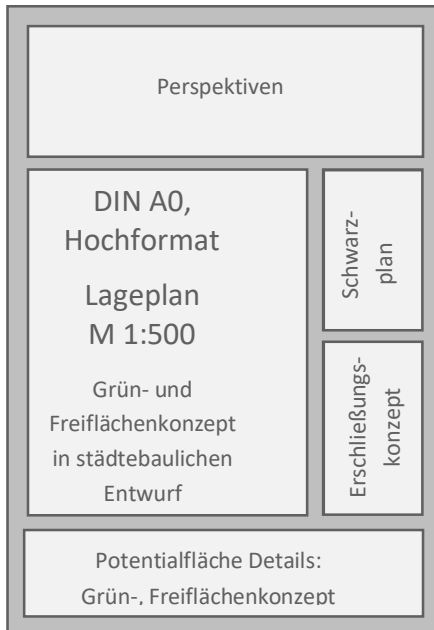 Perspektiven
DIN A0,
Hochformat
Lageplan
M 1:500
Grün- und
Freiflächenkonzept
in städtebaulichen
Entwurf
Schwarz-
plan
Erschließungs-
konzept
Potentialfläche Details:
Grün-, Freiflächenkonzept